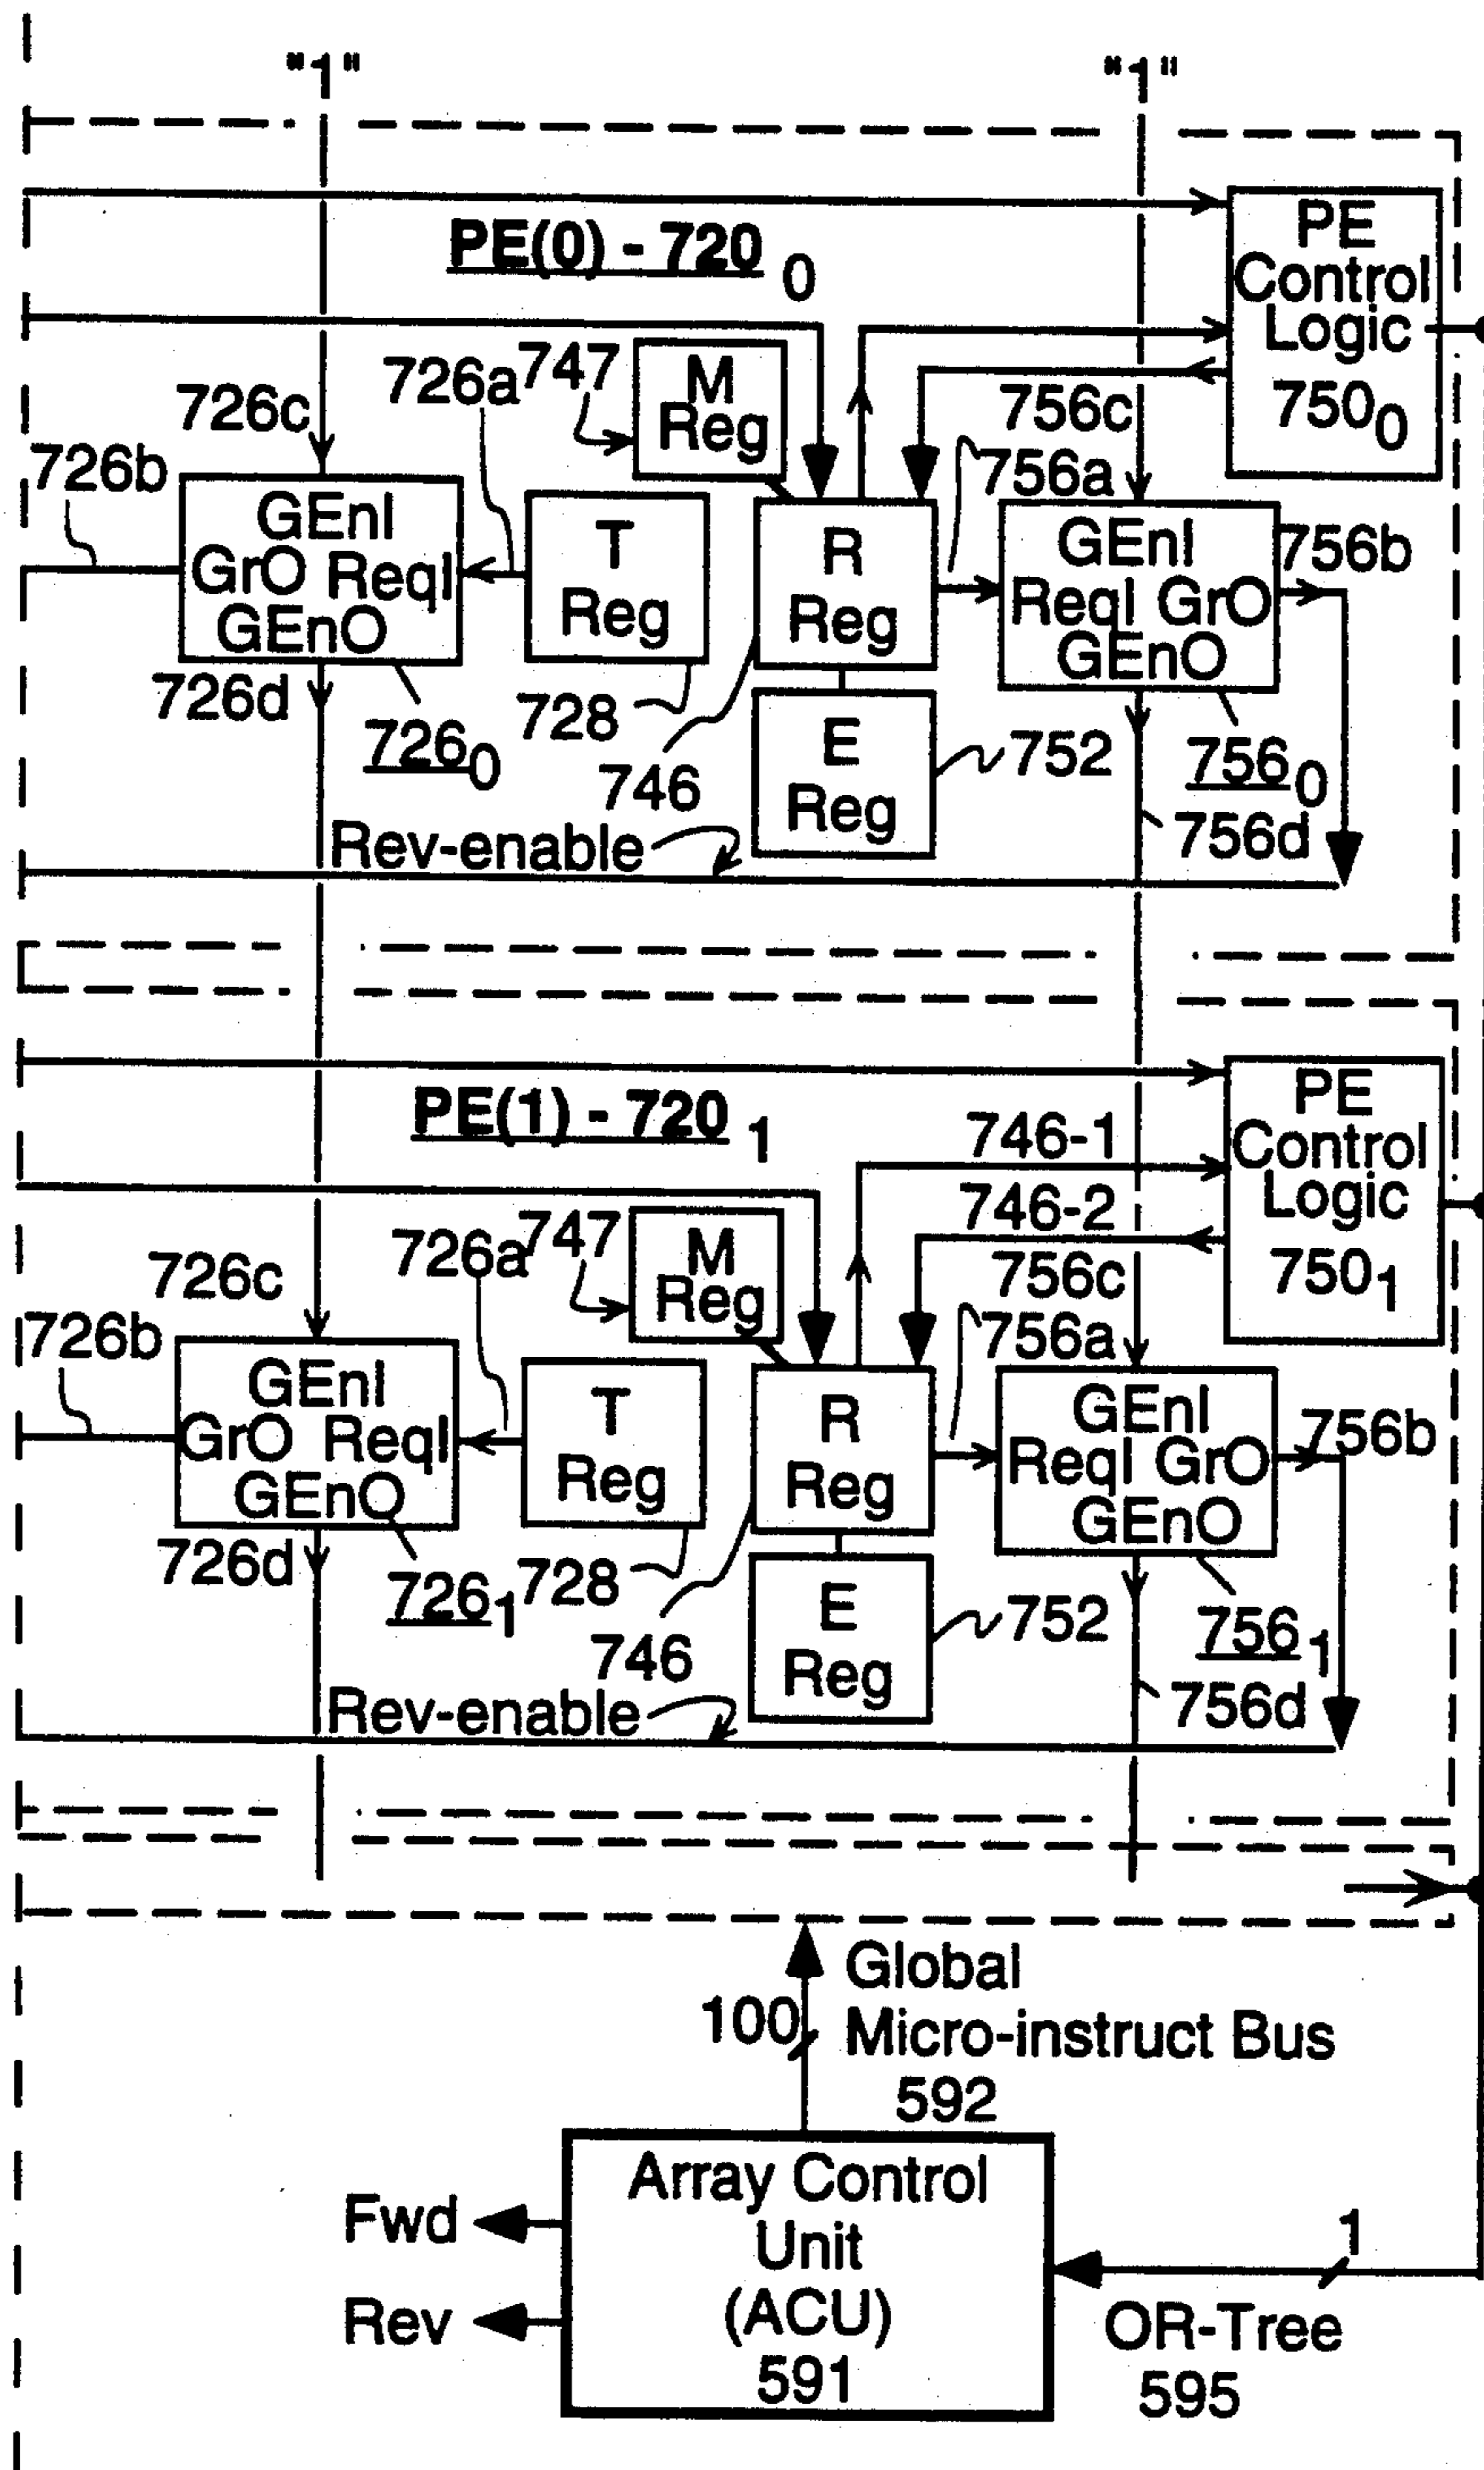 "1" "1"
PE(0) - 720 0
PE
Control
Logic
750 0
726c
726a
747
M
Reg
756c
726b
756a
GEnI
GrO ReqI
GEnO
T
Reg
R
Reg
GEnI
ReqI GrO
GEnO
756b
726d
726 0
728
746
E
Reg
752
756 0
756d
Rev-enable
PE(1) - 720 1
746-1
746-2
PE
Control
Logic
750 1
726c
726a
747
M
Reg
756c
726b
756a
GEnI
GrO ReqI
GEnO
T
Reg
R
Reg
GEnI
ReqI GrO
GEnO
756b
726d
726 1
728
746
E
Reg
752
756 1
756d
Rev-enable
100
Global
Micro-instruct Bus
592
Array Control
Unit
(ACU)
591
Fwd
Rev
1
OR-Tree
595